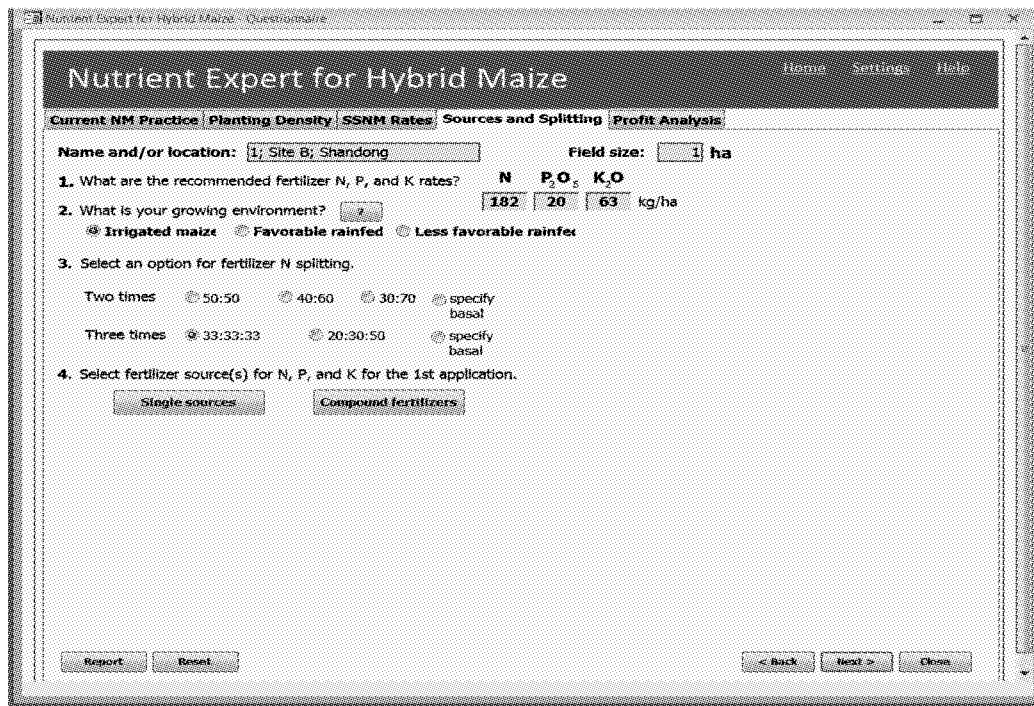 Nutrient Expert for Hybrid Maize - Questionnaire
Nutrient Expert for Hybrid Maize
Home Settings Help
Current NM Practice Planting Density SSNM Rates Sources and Splitting Profit Analysis
Name and/or location: 1; Site B; Shandong Field size: 1 ha
1. What are the recommended fertilizer N, P, and K rates? N P₂O₅ K₂O
182 20 63 kg/ha
2. What is your growing environment? ?
Irrigated maize Favorable rainfed Less favorable rainfec
3. Select an option for fertilizer N splitting.
Two times 50:50 40:60 30:70 specify
basal
Three times 33:33:33 20:30:50 specify
basal
4. Select fertilizer source(s) for N, P, and K for the 1st application.
Single sources Compound fertilizers
Report Reset < Back Next > Close